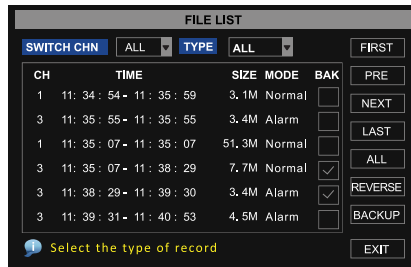 FILE LIST
SWITCH CHN ALL TYPE ALL FIRST
CH TIME SIZE MODE BAK PRE
1 11: 34 : 54 - 11 : 35 : 59 3. 1M Normal
NEXT
3 11: 35 : 55 - 11 : 35 : 55 3. 4M Alarm
LAST
1 11: 35 : 07 - 11 : 35 : 07 51. 3M Normal
ALL
3 11: 35 : 07 - 11 : 38 : 29 7. 7M Normal
REVERSE
3 11: 38 : 29 - 11 : 39 : 30 3. 4M Alarm
3 11: 39 : 31 - 11 : 40 : 53 4. 5M Alarm BACKUP
Select the type of record EXIT